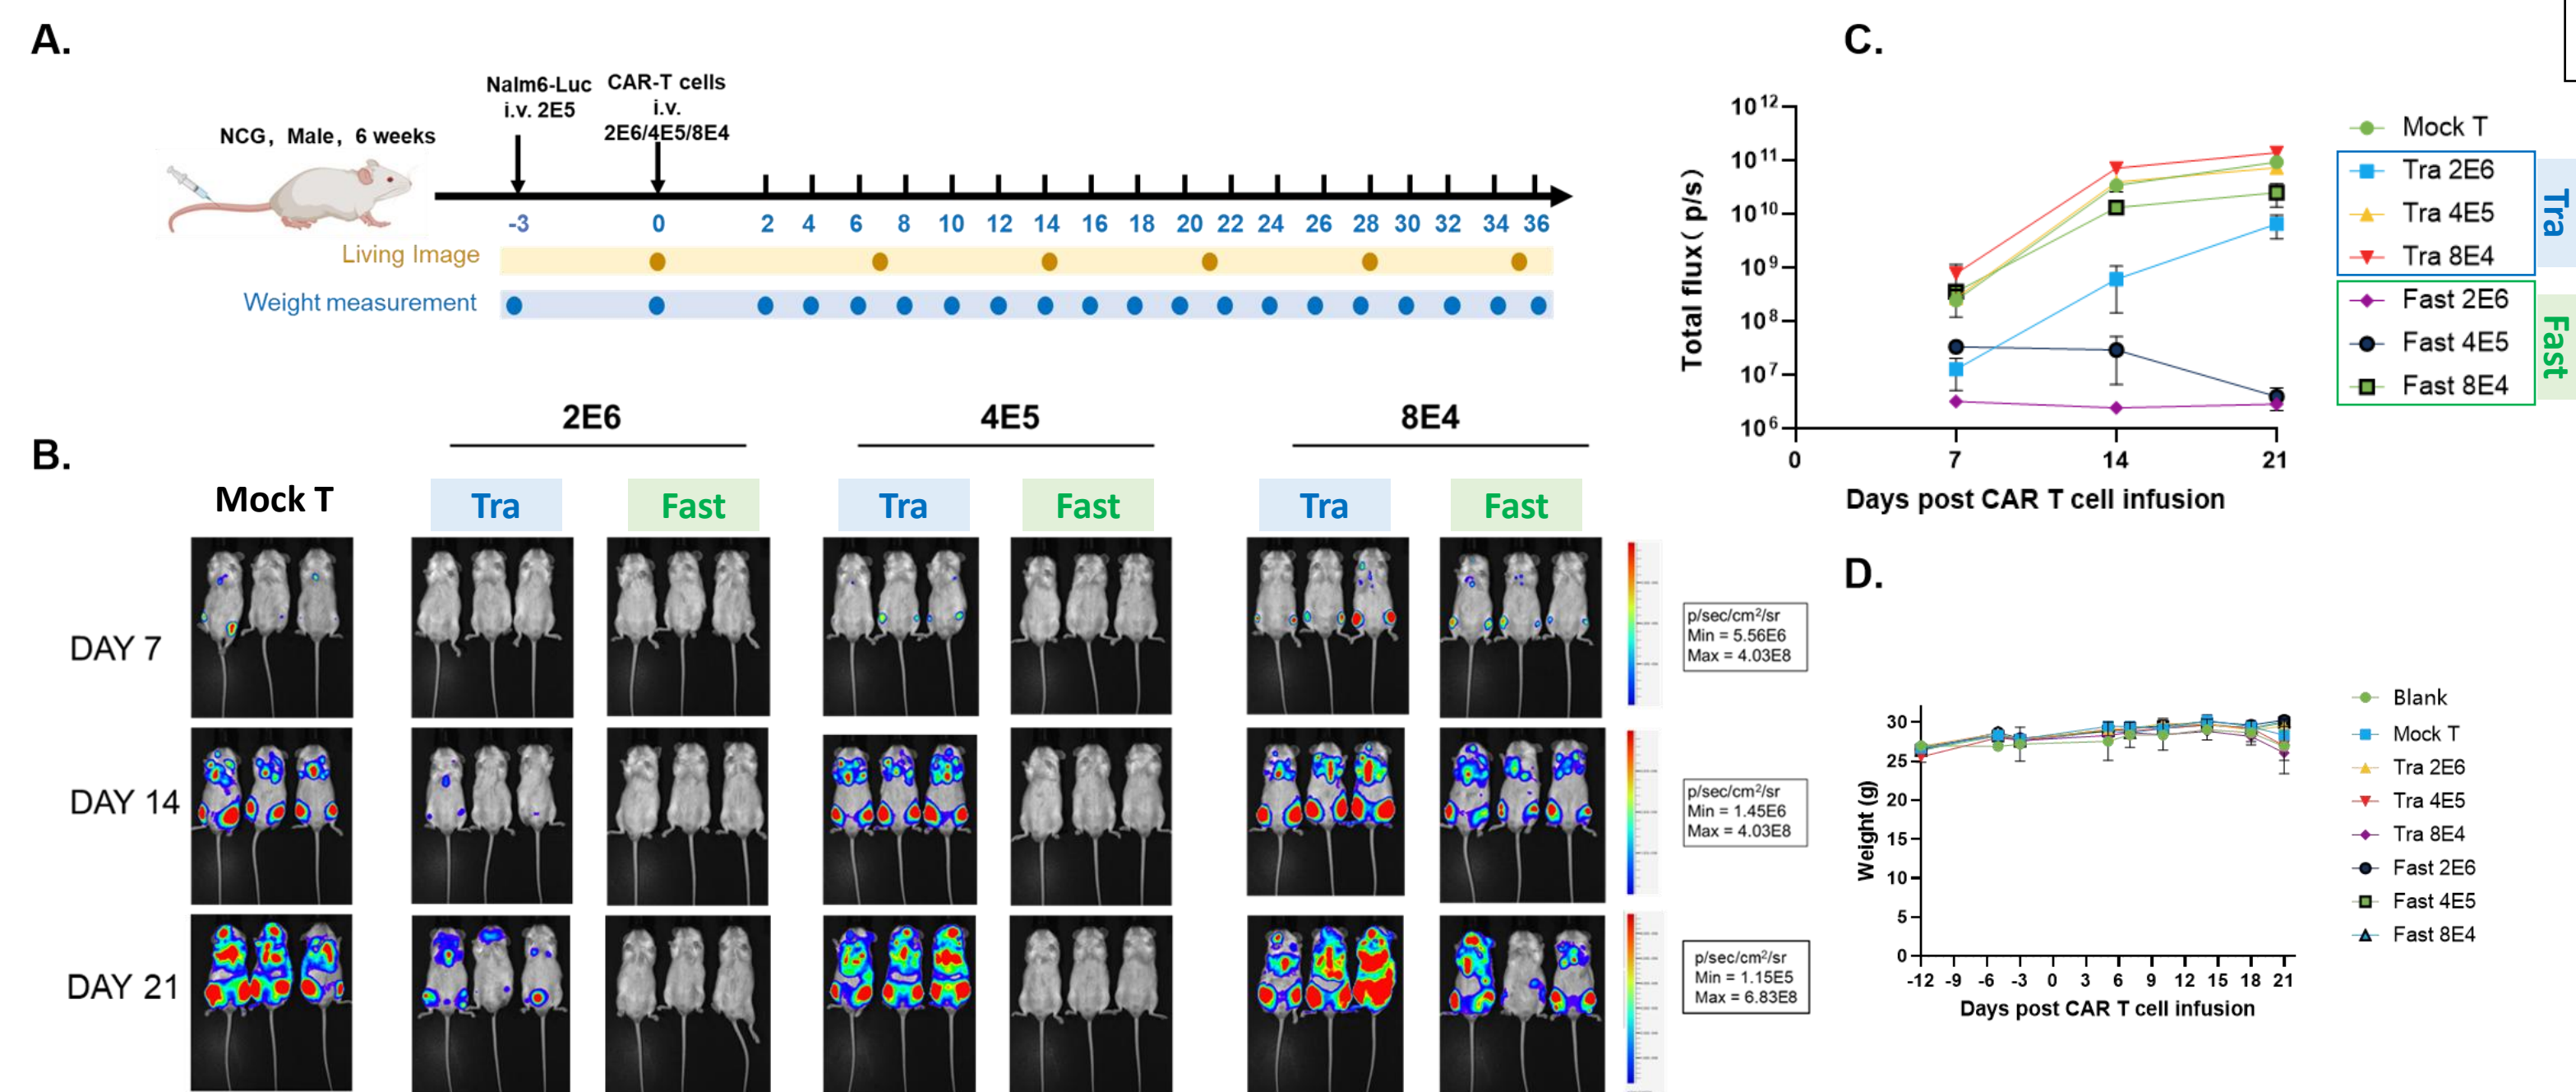 A.
Nalm6-Luc
i.v. 2E5
CAR-T cells
i.v.
2E6/4E5/8E4
NCG, Male, 6 weeks
-3 0 2 4 6 8 10 12 14 16 18 20 22 24 26 28 30 32 34 36
Living Image
Weight measurement
B.
2E6 4E5 8E4
Mock T Tra Fast Tra Fast Tra Fast
DAY 7
p/sec/cm²/sr
Min = 5.56E6
Max = 4.03E8
DAY 14
p/sec/cm²/sr
Min = 1.45E6
Max = 4.03E8
DAY 21
p/sec/cm²/sr
Min = 1.15E5
Max = 6.83E8
C.
Total flux( p/s)
10¹²
10¹¹
10¹⁰
10⁹
10⁸
10⁷
10⁶
0 7 14 21
Days post CAR T cell infusion
Mock T
Tra 2E6
Tra 4E5
Tra 8E4
Fast 2E6
Fast 4E5
Fast 8E4
Tra
Fast
D.
Weight (g)
30
25
20
15
10
5
0
-12 -9 -6 -3 0 3 6 9 12 15 18 21
Days post CAR T cell infusion
Blank
Mock T
Tra 2E6
Tra 4E5
Tra 8E4
Fast 2E6
Fast 4E5
Fast 8E4